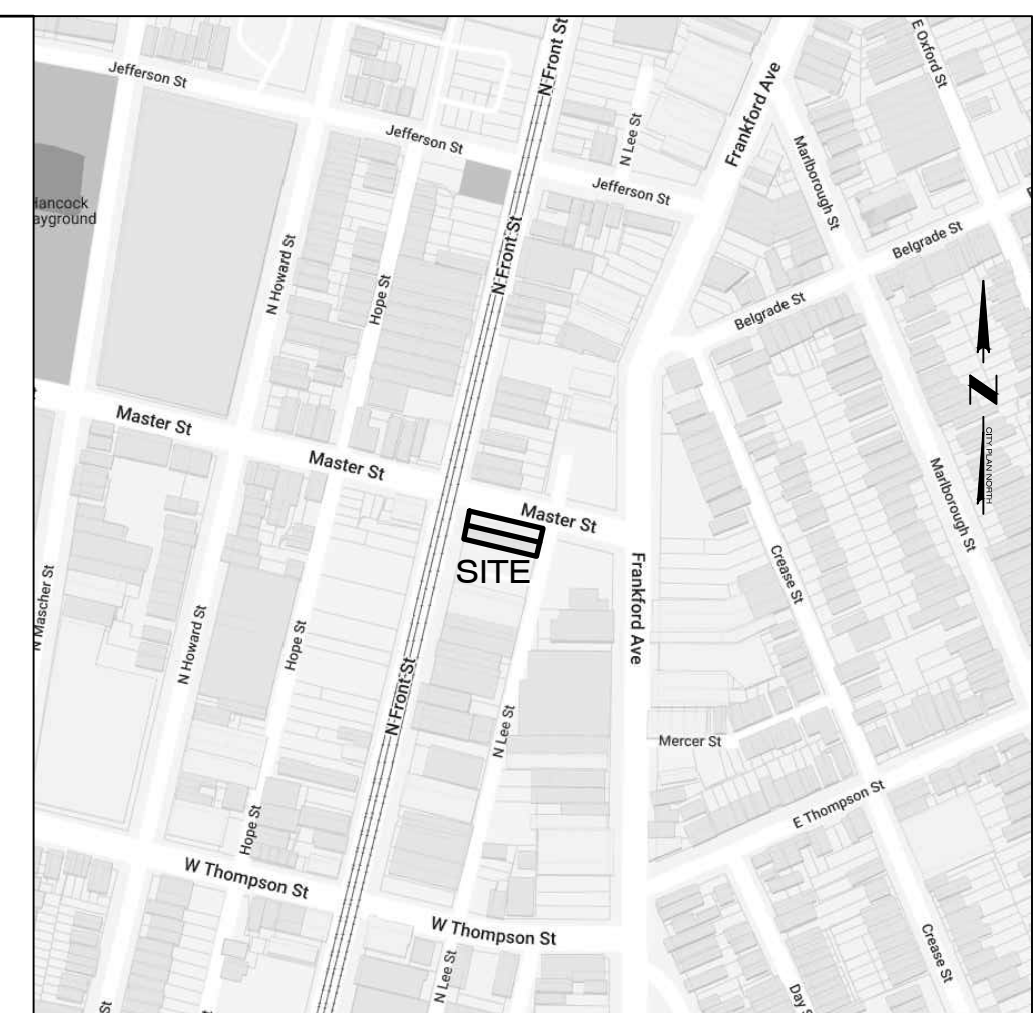 E Oxford St
N Front St
Jefferson St
Frankford Ave
N Lee St
Jefferson St
Marlborough St
Jefferson St
Hancock
ayground
Belgrade St
N Howard St
N Front St
Hope St
Belgrade St
N
CITY PLAN NORTH
Master St
Master St
Marlborough St
Master St
SITE
Crease St
Frankford Ave
N Mascher St
N Howard St
Hope St
N Front St
N Lee St
Mercer St
E Thompson St
Hope St
W Thompson St
W Thompson St
Crease St
N Lee St
Day S
St
St